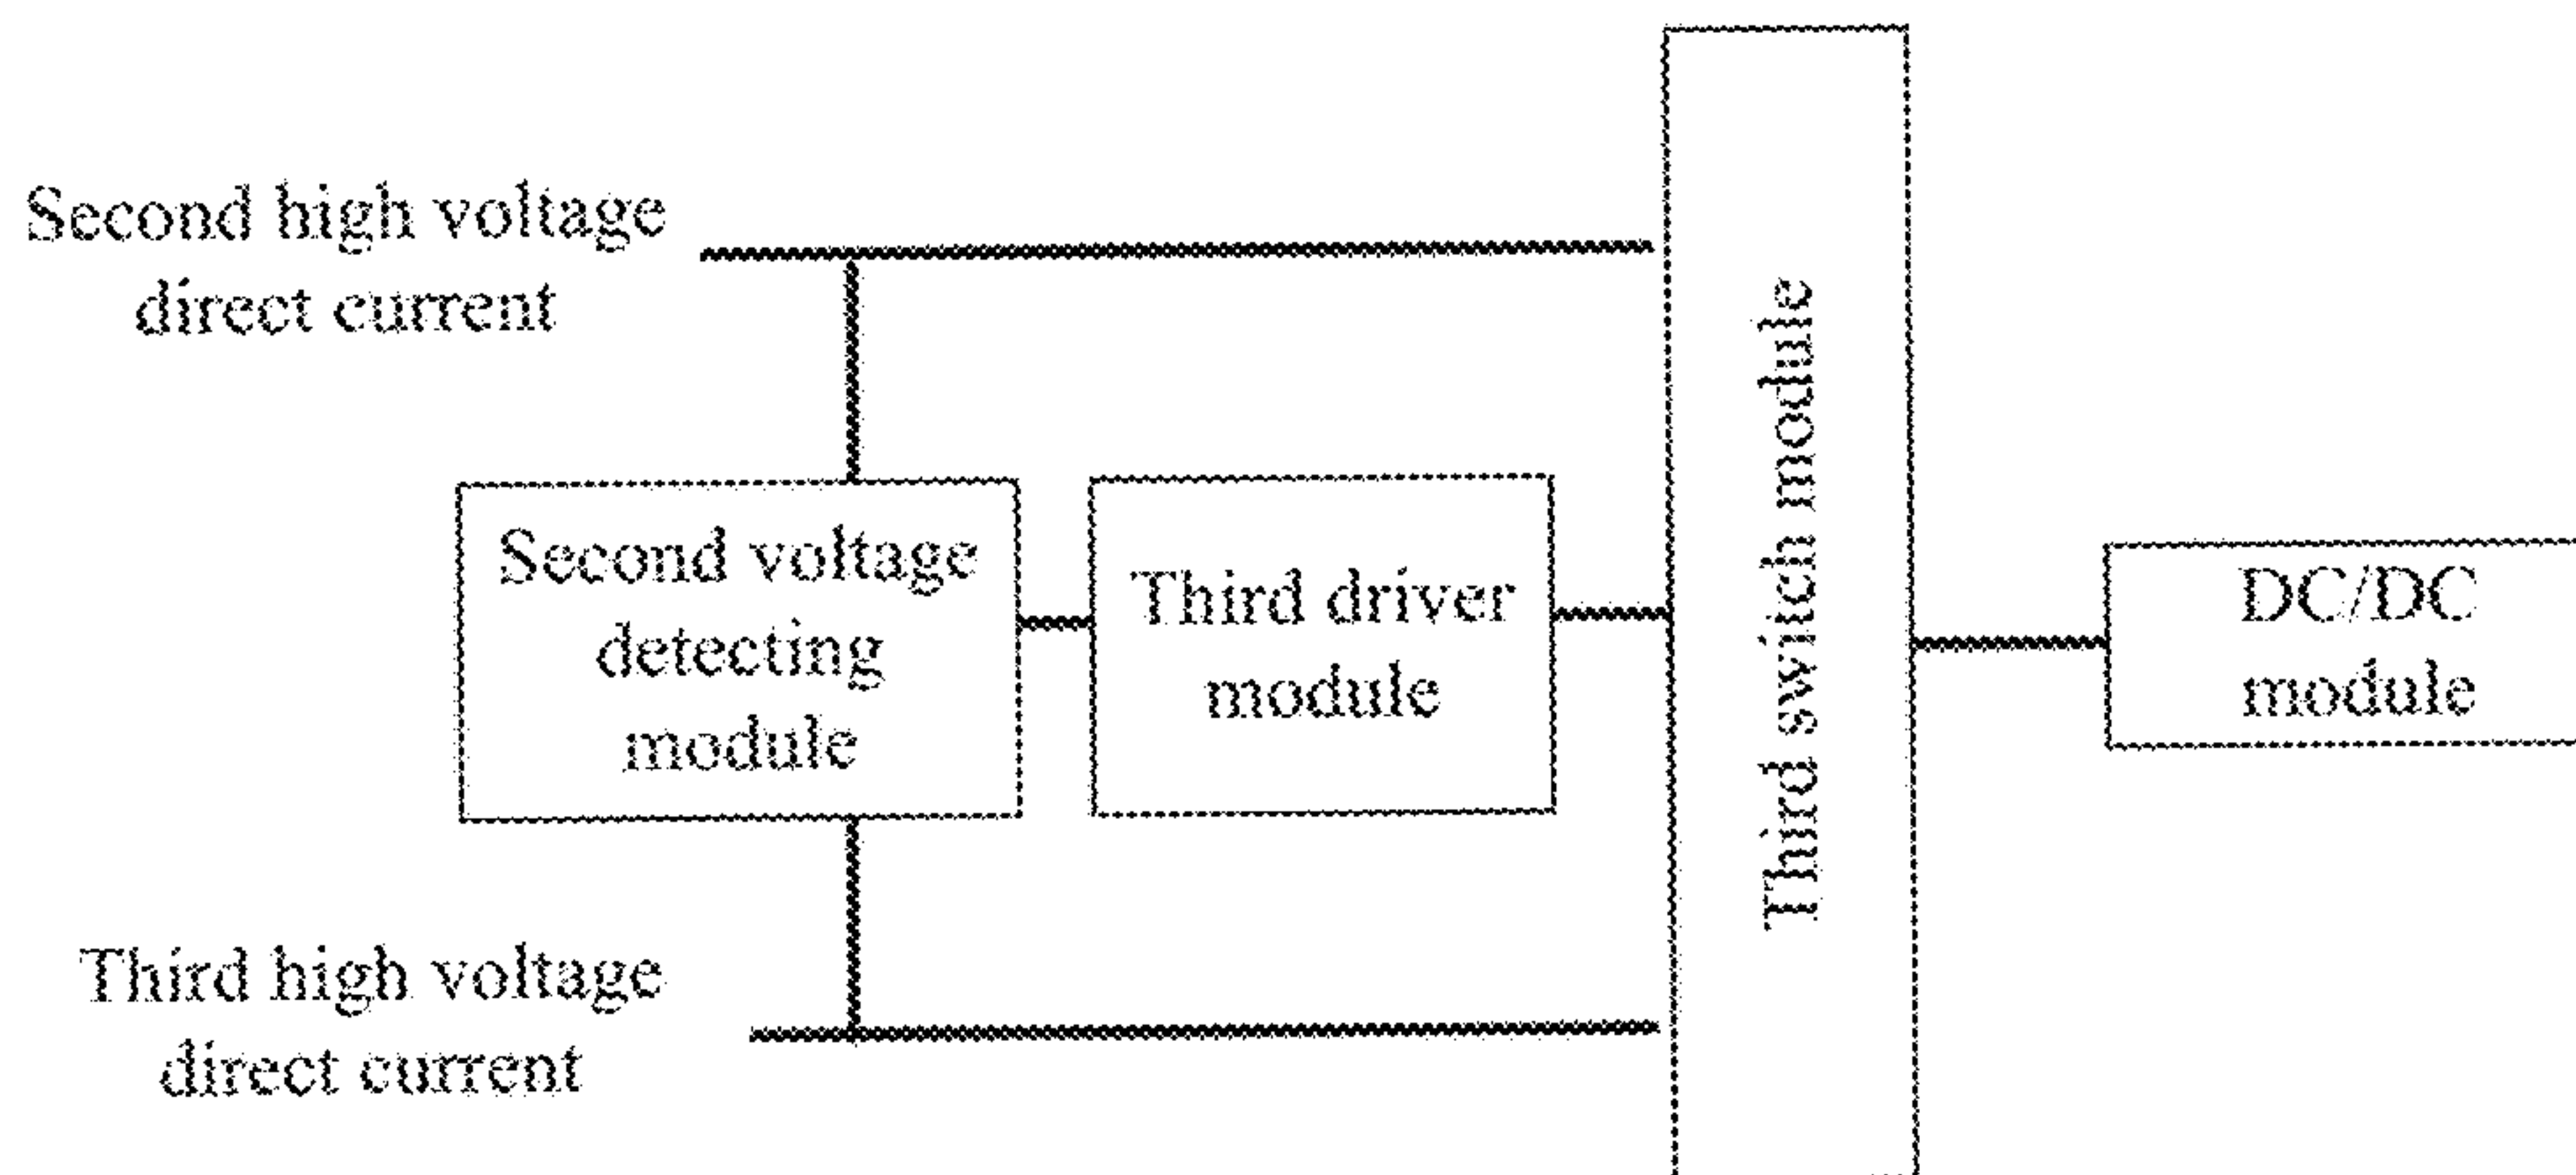 Second high voltage
direct current
Second voltage
detecting
module
Third driver
module
Third switch module
DC/DC
module
Third high voltage
direct current